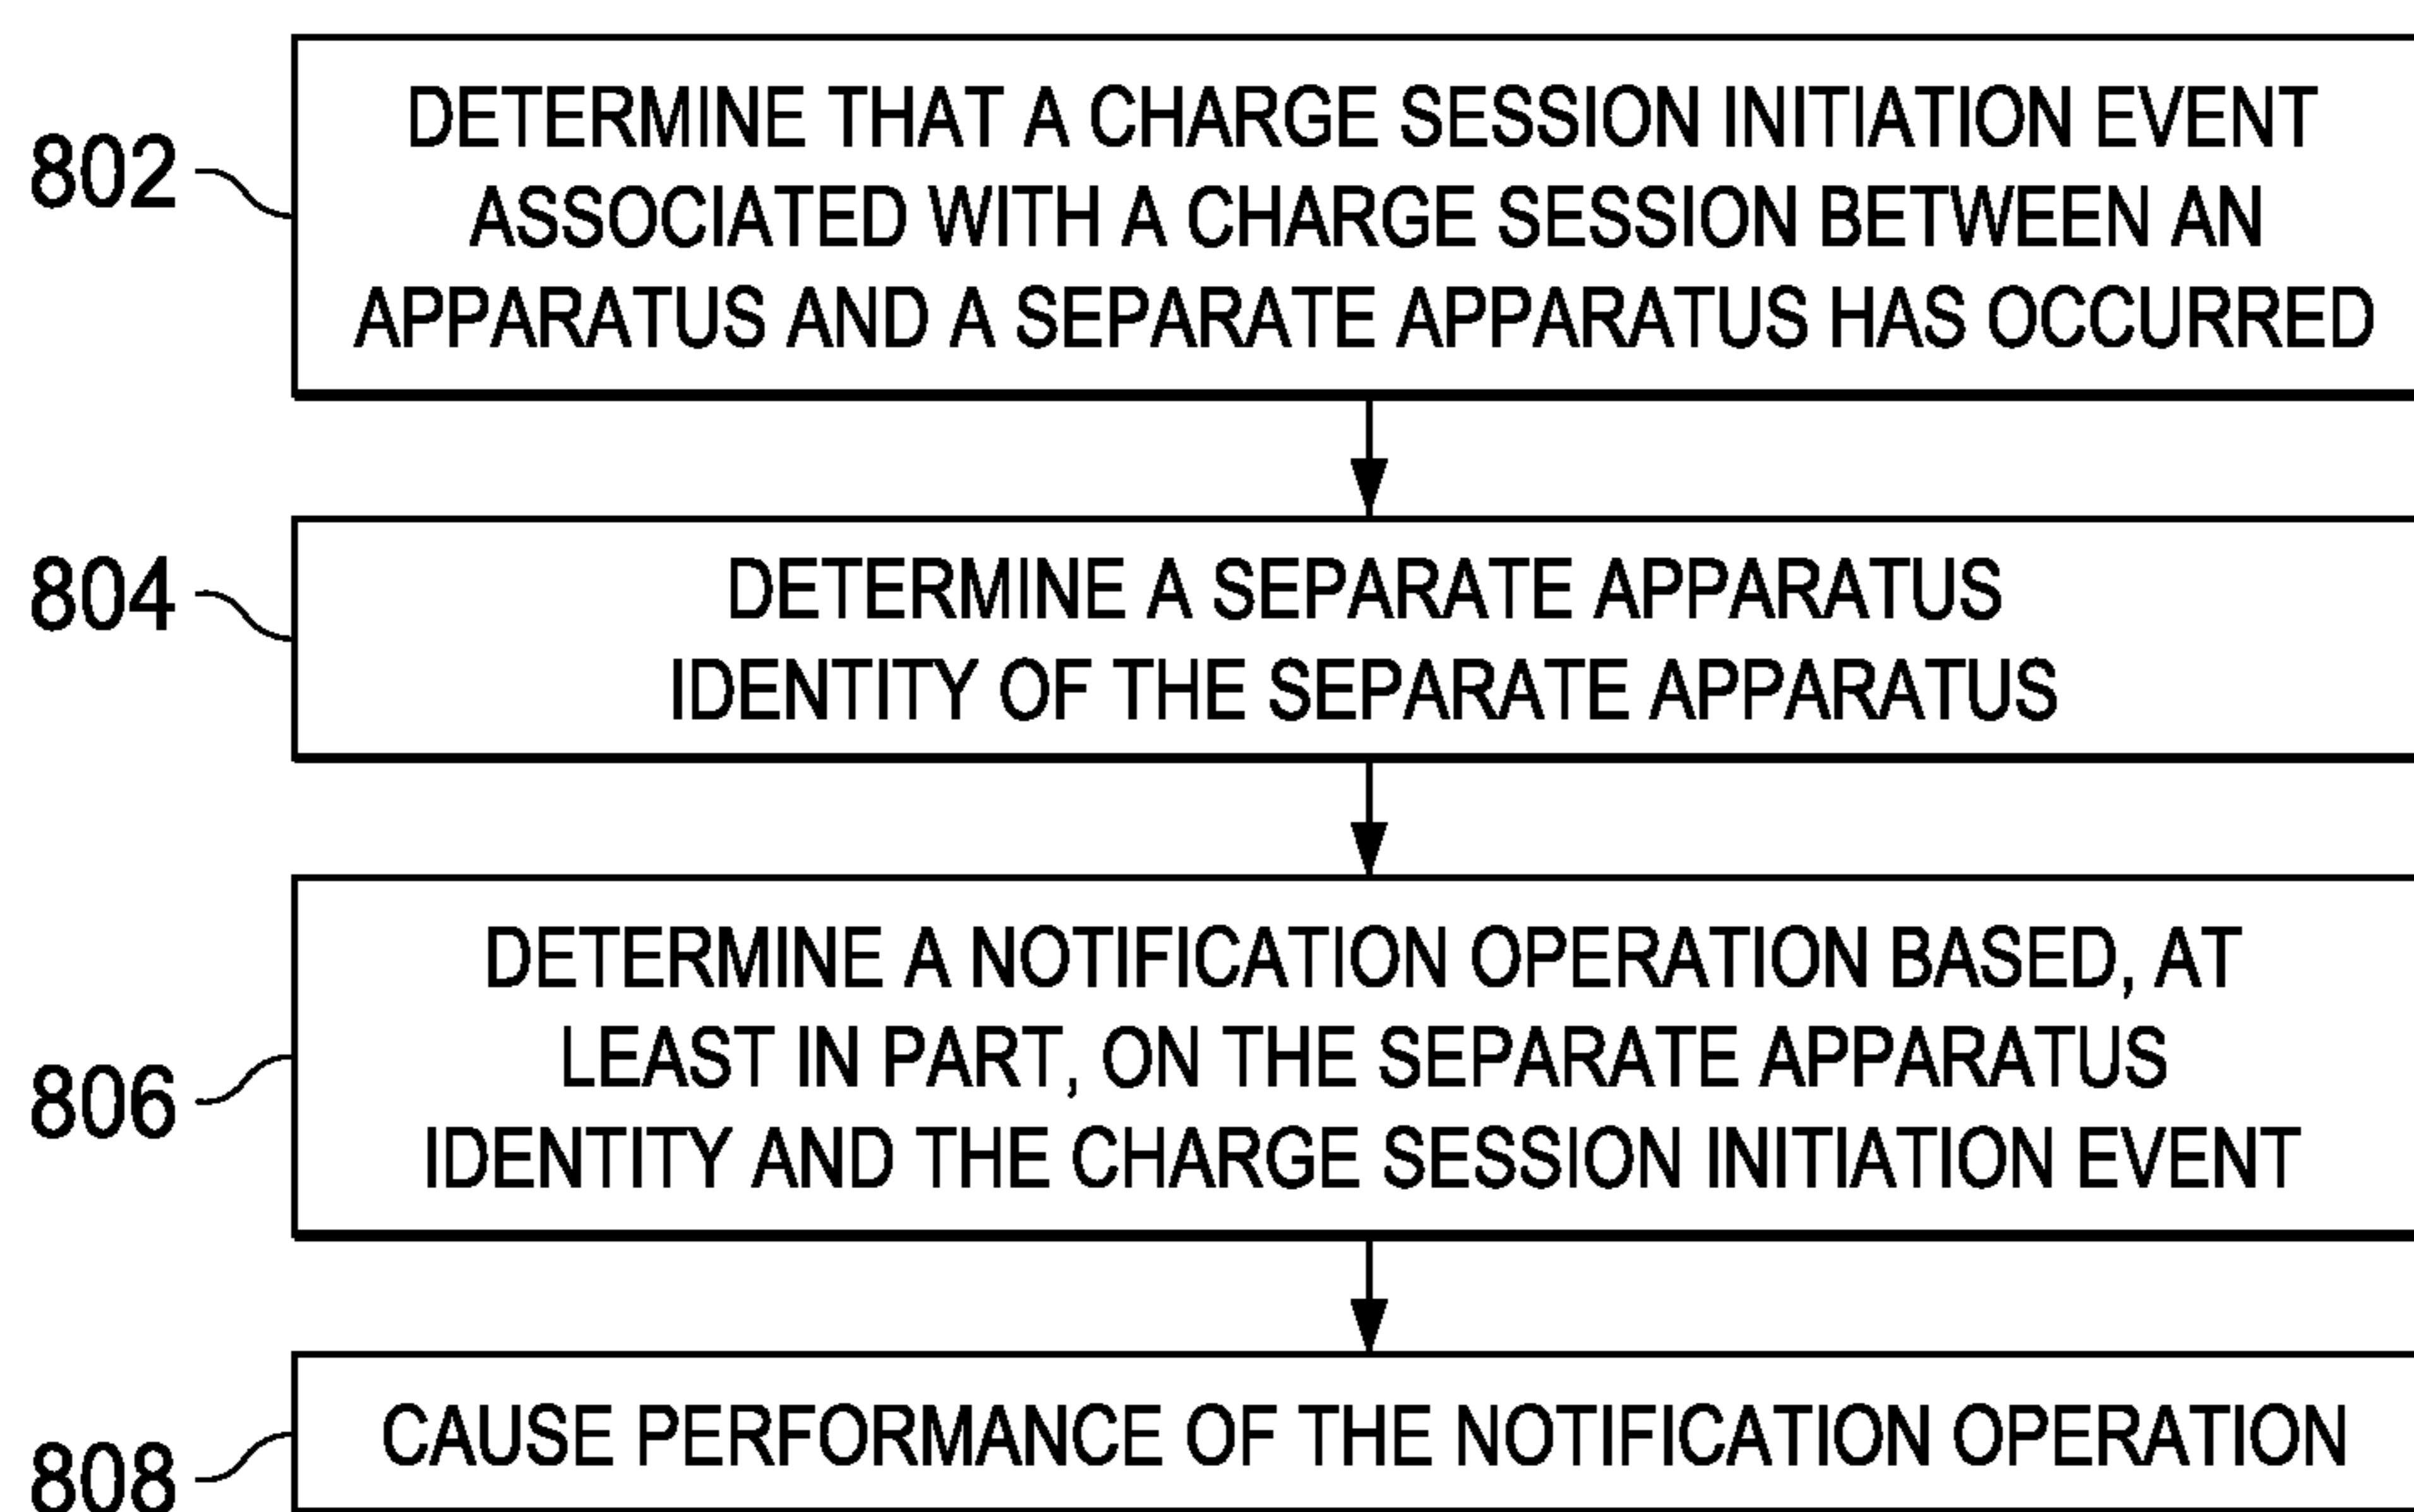 802
DETERMINE THAT A CHARGE SESSION INITIATION EVENT
ASSOCIATED WITH A CHARGE SESSION BETWEEN AN
APPARATUS AND A SEPARATE APPARATUS HAS OCCURRED
804
DETERMINE A SEPARATE APPARATUS
IDENTITY OF THE SEPARATE APPARATUS
806
DETERMINE A NOTIFICATION OPERATION BASED, AT
LEAST IN PART, ON THE SEPARATE APPARATUS
IDENTITY AND THE CHARGE SESSION INITIATION EVENT
808
CAUSE PERFORMANCE OF THE NOTIFICATION OPERATION